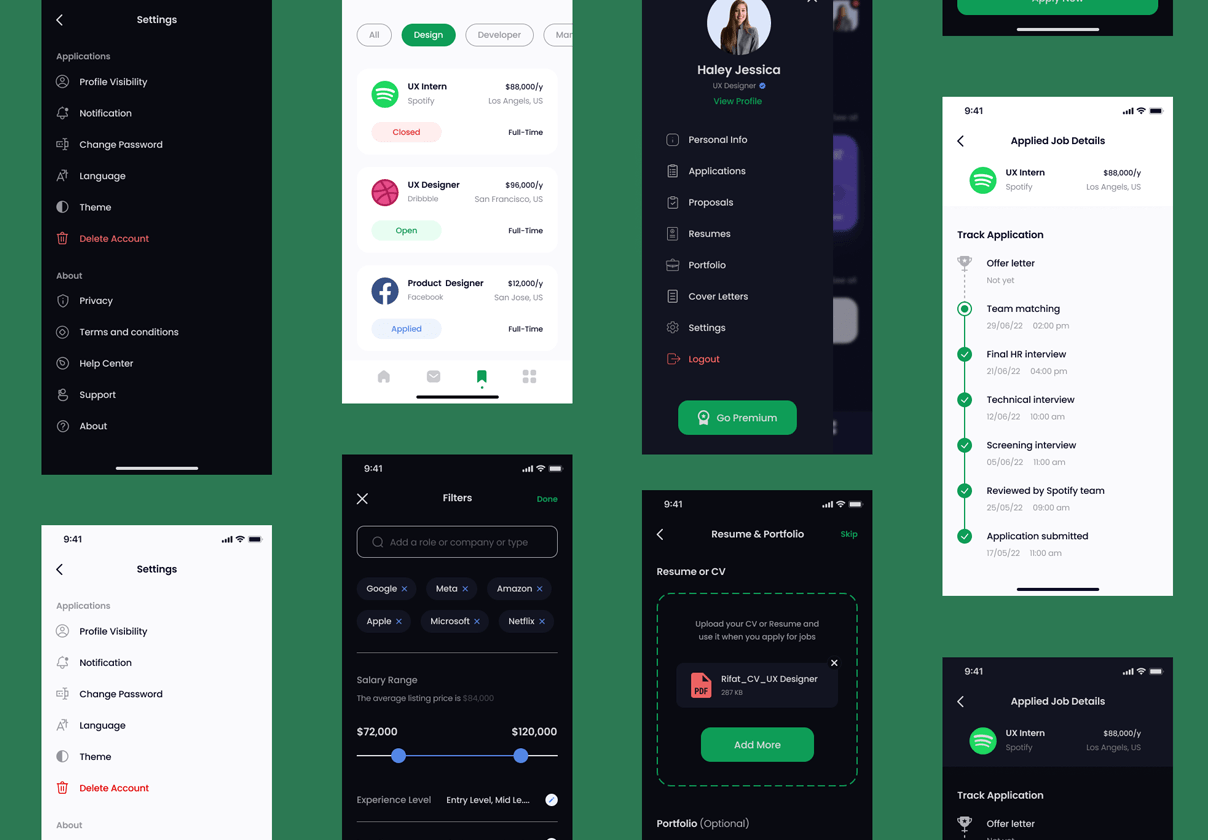 Settings
Applications
Profile Visibility
Notification
Change Password
Language
Theme
Delete Account
About
Privacy
Terms and conditions
Help Center
Support
About
9:41
Settings
Applications
Profile Visibility
Notification
Change Password
Language
Theme
Delete Account
About
All
Design
Developer
UX Intern
$88,000/y
Spotify
Los Angels, US
Closed
Full-Time
UX Designer
$96,000/y
Dribbble
San Francisco, US
Open
Full-Time
Product Designer
$12,000/y
Facebook
San Jose, US
Applied
Full-Time
9:41
Filters
Done
Add a role or company or type
Google
Meta
Amazon
Apple
Microsoft
Netflix
Salary Range
The average listing price is $84,000
$72,000
$120,000
Experience Level
Entry Level, Mid Le....
Haley Jessica
UX Designer
View Profile
Personal Info
Applications
Proposals
Resumes
Portfolio
Cover Letters
Settings
Logout
Go Premium
9:41
Resume & Portfolio
Skip
Resume or CV
Upload your CV or Resume and
use it when you apply for jobs
PDF
Rifat_CV_UX Designer
287 KB
Add More
Portfolio (Optional)
Apply Now
9:41
Applied Job Details
UX Intern
$88,000/y
Spotify
Los Angels, US
Track Application
Offer letter
Not yet
Team matching
29/06/22 02:00 pm
Final HR interview
21/06/22 04:00 pm
Technical interview
12/06/22 10:00 am
Screening interview
05/06/22 11:00 am
Reviewed by Spotify team
25/05/22 09:00 am
Application submitted
17/05/22 11:00 am
9:41
Applied Job Details
UX Intern
$88,000/y
Spotify
Los Angels, US
Track Application
Offer letter